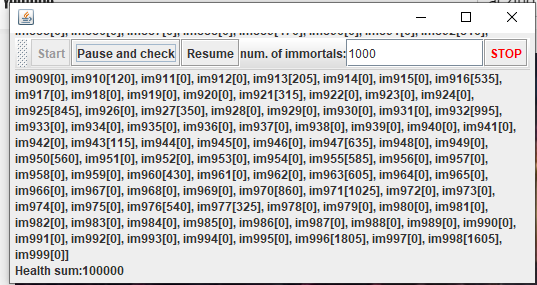 Start Pause and check Resume num. of immortals: 1000 STOP
im909[0], im910[120], im911[0], im912[0], im913[205], im914[0], im915[0], im916[535],
im917[0], im918[0], im919[0], im920[0], im921[315], im922[0], im923[0], im924[0],
im925[845], im926[0], im927[350], im928[0], im929[0], im930[0], im931[0], im932[995],
im933[0], im934[0], im935[0], im936[0], im937[0], im938[0], im939[0], im940[0], im941[0],
im942[0], im943[115], im944[0], im945[0], im946[0], im947[635], im948[0], im949[0],
im950[560], im951[0], im952[0], im953[0], im954[0], im955[585], im956[0], im957[0],
im958[0], im959[0], im960[430], im961[0], im962[0], im963[605], im964[0], im965[0],
im966[0], im967[0], im968[0], im969[0], im970[860], im971[1025], im972[0], im973[0],
im974[0], im975[0], im976[540], im977[325], im978[0], im979[0], im980[0], im981[0],
im982[0], im983[0], im984[0], im985[0], im986[0], im987[0], im988[0], im989[0], im990[0],
im991[0], im992[0], im993[0], im994[0], im995[0], im996[1805], im997[0], im998[1605],
im999[0]]
Health sum:100000